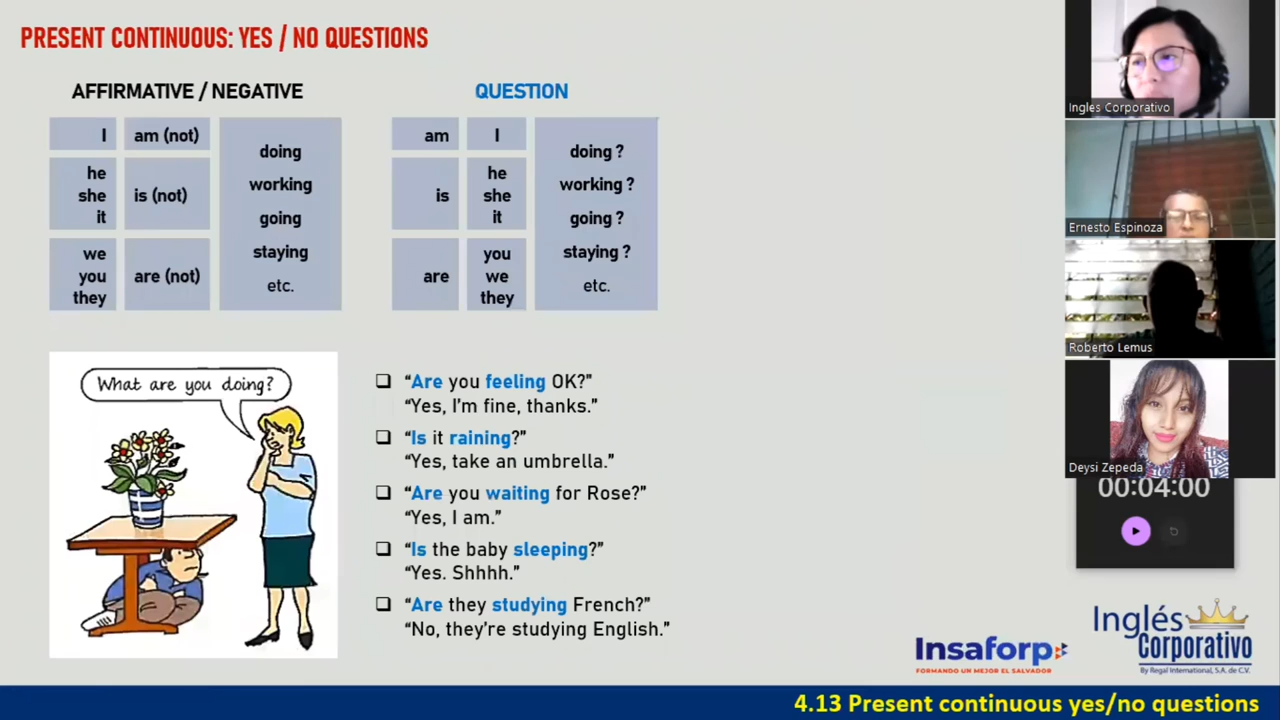 PRESENT CONTINUOUS: YES / NO QUESTIONS
AFFIRMATIVE / NEGATIVE
I
am (not)
he
she
it
is (not)
we
you
they
are (not)
doing
working
going
staying
etc.
QUESTION
am
I
is
he
she
it
are
you
we
they
doing ?
working ?
going ?
staying ?
etc.
What are you doing?
“Are you feeling OK?”
“Yes, I’m fine, thanks.”
“Is it raining?”
“Yes, take an umbrella.”
“Are you waiting for Rose?”
“Yes, I am.”
“Is the baby sleeping?”
“Yes. Shhhh.”
“Are they studying French?”
“No, they’re studying English.”
Ingles Corporativo
Ernesto Espinoza
Roberto Lemus
Deysi Zepeda
00:04:00
Insaforp
FORMANDO UN MEJOR EL SALVADOR
Inglés
Corporativo
By Regal International, S.A. de C.V.
4.13 Present continuous yes/no questions